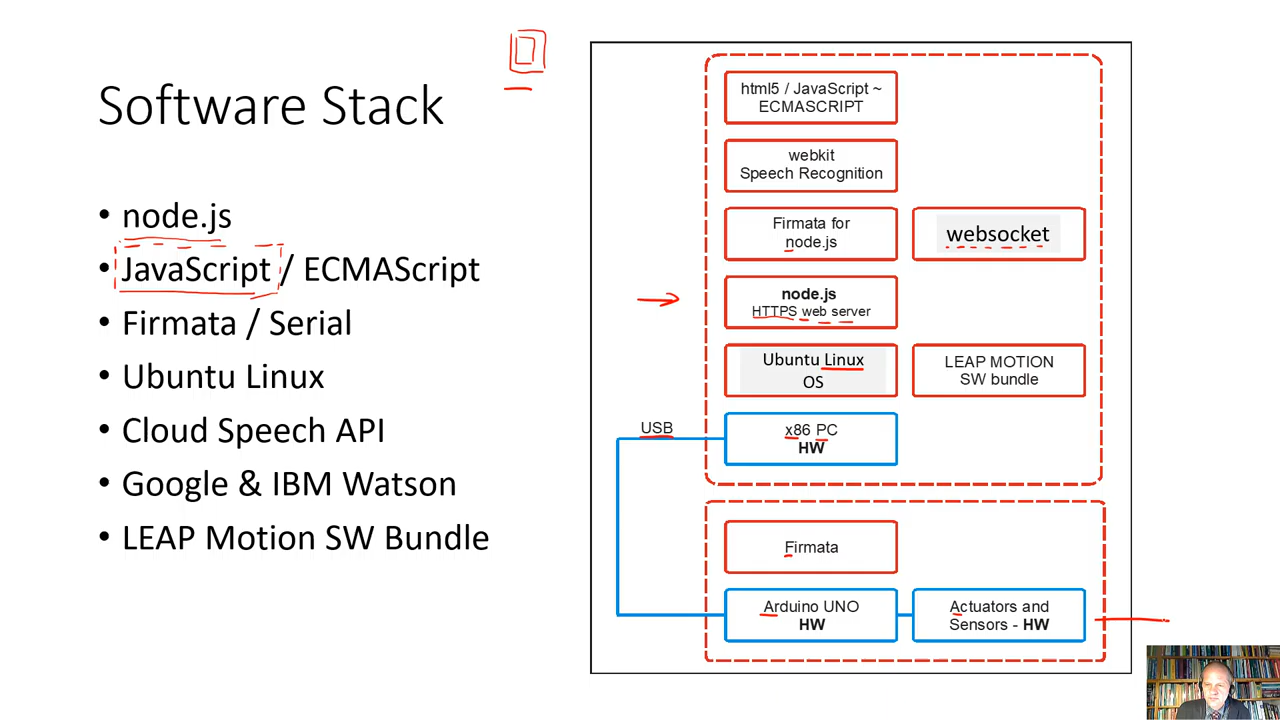 Software Stack
• node.js
• JavaScript / ECMAScript
• Firmata / Serial
• Ubuntu Linux
• Cloud Speech API
• Google & IBM Watson
• LEAP Motion SW Bundle
html5 / JavaScript ~
ECMASCRIPT
webkit
Speech Recognition
Firmata for
node.js
websocket
node.js
HTTPS web server
Ubuntu Linux
OS
LEAP MOTION
SW bundle
USB
x86 PC
HW
Firmata
Arduino UNO
HW
Actuators and
Sensors - HW